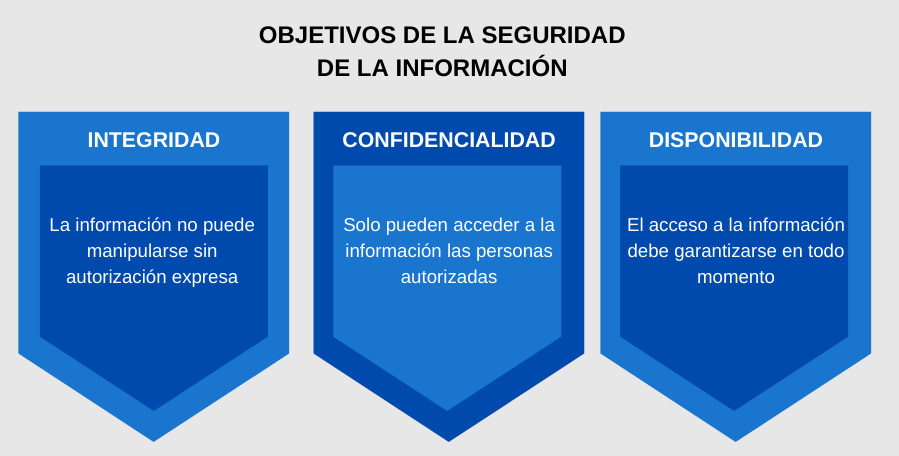 OBJETIVOS DE LA SEGURIDAD
DE LA INFORMACIÓN
INTEGRIDAD
La información no puede
manipularse sin
autorización expresa
CONFIDENCIALIDAD
Solo pueden acceder a la
información las personas
autorizadas
DISPONIBILIDAD
El acceso a la información
debe garantizarse en todo
momento